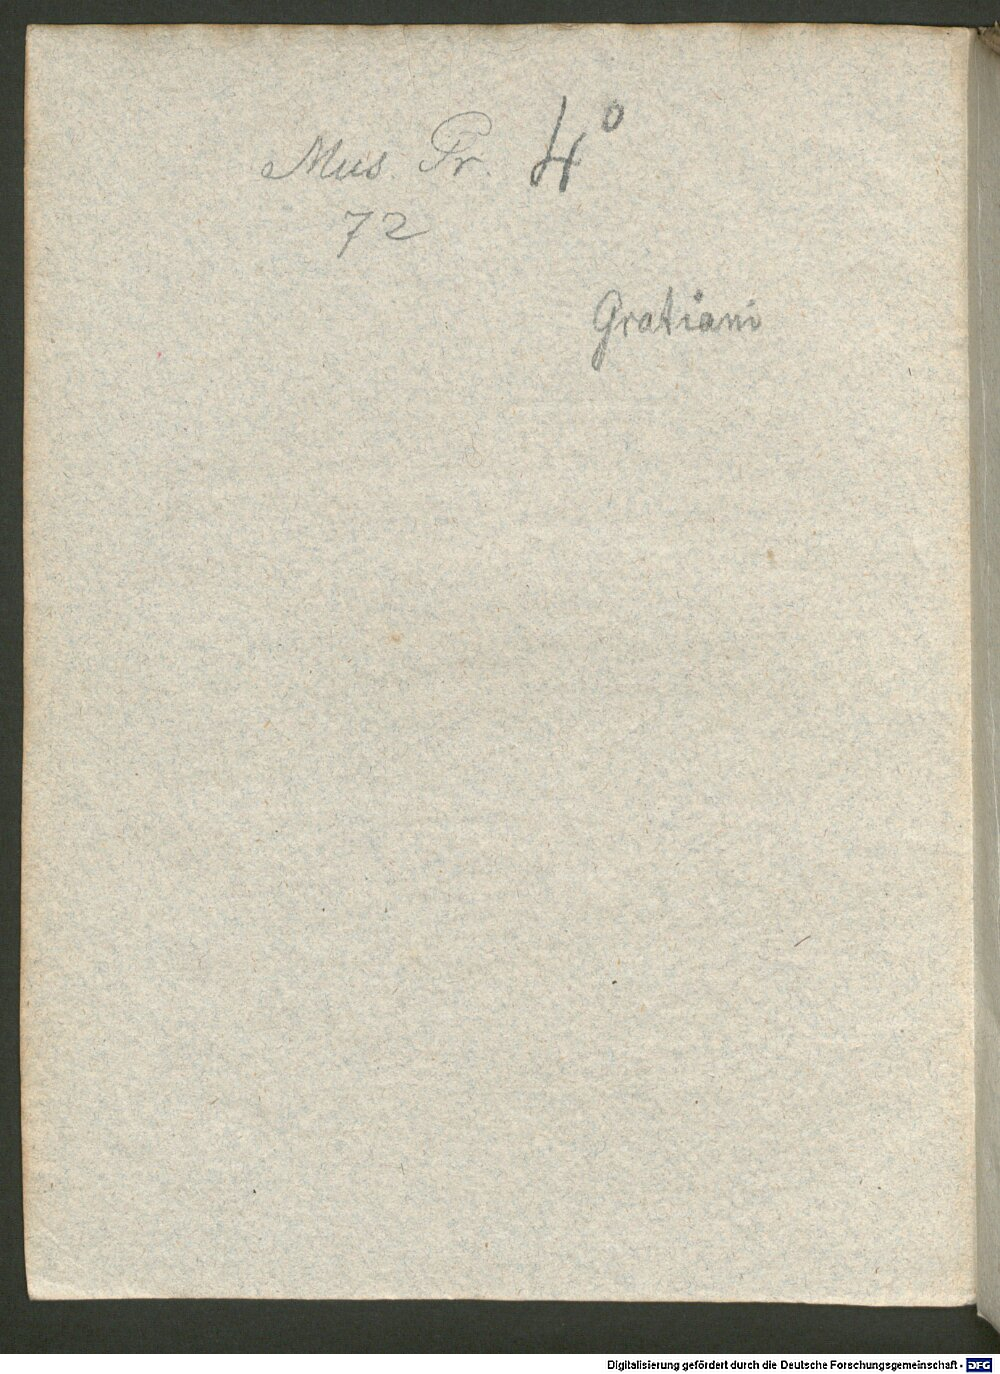 Mus. Pr. 4°
72
Gratiani
Digitalisierung gefördert durch die Deutsche Forschungsgemeinschaft - DFG